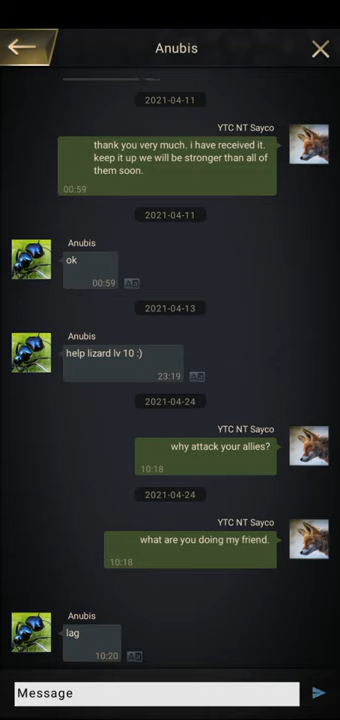 Anubis
2021-04-11
YTC NT Sayco
thank you very much. i have received it.
keep it up we will be stronger than all of
them soon.
00:59
2021-04-11
Anubis
ok
00:59
2021-04-13
Anubis
help lizard lv 10 :)
23:19
2021-04-24
YTC NT Sayco
why attack your allies?
10:18
2021-04-24
YTC NT Sayco
what are you doing my friend.
10:18
Anubis
lag
10:20
Message